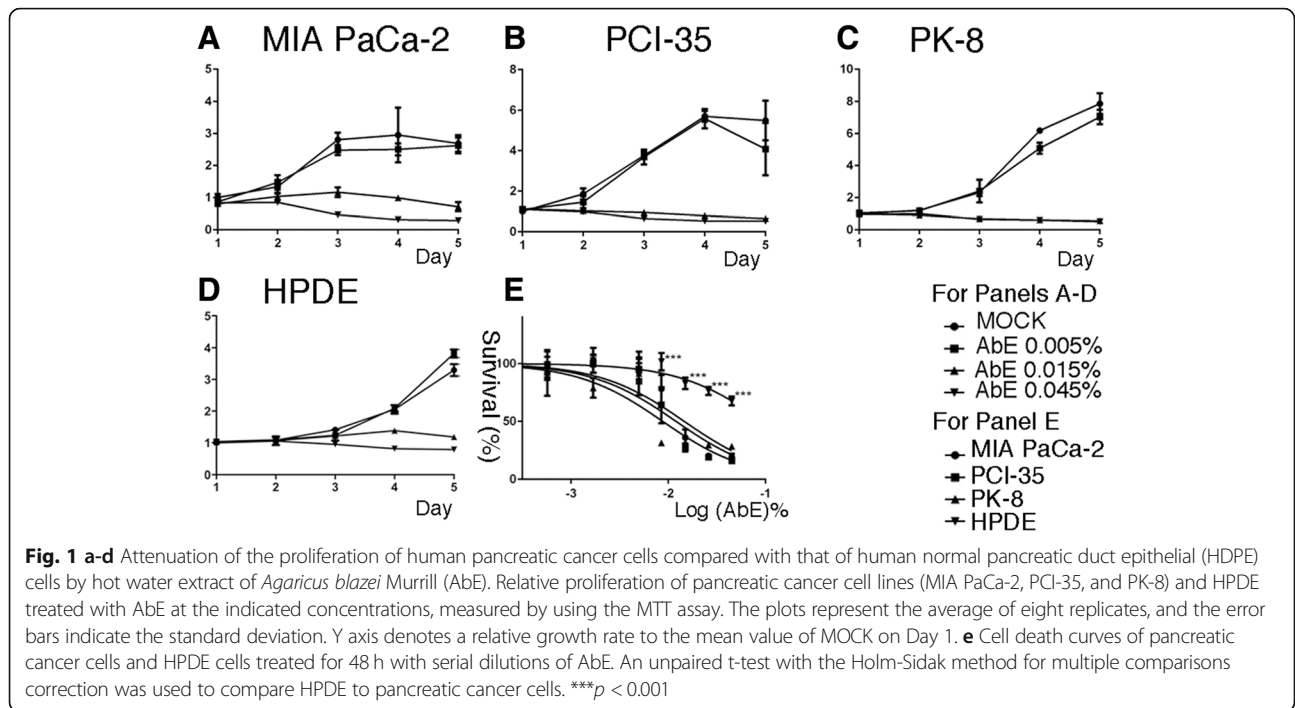 A MIA PaCa-2
5
4
3
2
1
0
1 2 3 4 5
Day
B PCI-35
8
6
4
2
0
1 2 3 4 5
Day
C PK-8
10
8
6
4
2
0
1 2 3 4 5
Day
D HPDE
5
4
3
2
1
0
1 2 3 4 5
Day
E
Survival (%)
100
50
0
*** *** *** ***
-3 -2 -1
Log (AbE)%
For Panels A-D
MOCK
AbE 0.005%
AbE 0.015%
AbE 0.045%
For Panel E
MIA PaCa-2
PCI-35
PK-8
HPDE
Fig. 1 a-d Attenuation of the proliferation of human pancreatic cancer cells compared with that of human normal pancreatic duct epithelial (HDPE)
cells by hot water extract of Agaricus blazei Murrill (AbE). Relative proliferation of pancreatic cancer cell lines (MIA PaCa-2, PCI-35, and PK-8) and HPDE
treated with AbE at the indicated concentrations, measured by using the MTT assay. The plots represent the average of eight replicates, and the error
bars indicate the standard deviation. Y axis denotes a relative growth rate to the mean value of MOCK on Day 1. e Cell death curves of pancreatic
cancer cells and HPDE cells treated for 48 h with serial dilutions of AbE. An unpaired t-test with the Holm-Sidak method for multiple comparisons
correction was used to compare HPDE to pancreatic cancer cells. ***p < 0.001